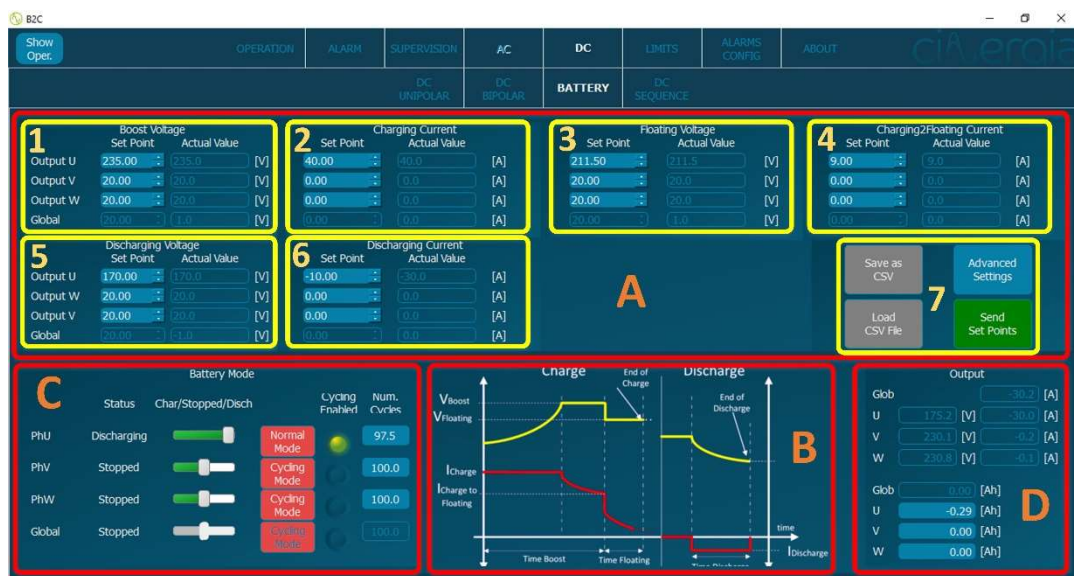 B2C
Show Oper.
OPERATION ALARM SUPERVISION AC DC LIMITS ALARMS CONFIG ABOUT cinergia
DC UNIPOLAR DC BIPOLAR BATTERY DC SEQUENCE
1 Boost Voltage
Set Point Actual Value
Output U 235.00 235.0 [V]
Output V 20.00 20.0 [V]
Output W 20.00 20.0 [V]
Global 20.00 1.0 [V]
2 Charging Current
Set Point Actual Value
40.00 40.0 [A]
0.00 0.0 [A]
0.00 0.0 [A]
0.00 0.0 [A]
3 Floating Voltage
Set Point Actual Value
211.50 211.5 [V]
20.00 20.0 [V]
20.00 20.0 [V]
20.00 1.0 [V]
4 Charging2Floating Current
Set Point Actual Value
9.00 9.0 [A]
0.00 0.0 [A]
0.00 0.0 [A]
0.00 0.0 [A]
5 Discharging Voltage
Set Point Actual Value
Output U 170.00 170.0 [V]
Output W 20.00 20.0 [V]
Output V 20.00 20.0 [V]
Global 20.00 -1.0 [V]
6 Discharging Current
Set Point Actual Value
-10.00 -30.0 [A]
0.00 0.0 [A]
0.00 0.0 [A]
0.00 0.0 [A]
A
Save as CSV
Advanced Settings
7
Load CSV File
Send Set Points
C
Battery Mode
Status Char/Stopped/Disch Cycling Enabled Num. Cycles
PhU Discharging Normal Mode 97.5
PhV Stopped Cycling Mode 100.0
PhW Stopped Cycling Mode 100.0
Global Stopped Cycling Mode 100.0
Charge
End of Charge
Discharge
End of Discharge
VBoost
VFloating
ICharge
ICharge to Floating
B
time
IDischarge
Time Boost Time Floating Time Discharge
Output
Glob -30.2 [A]
U 175.2 [V] -30.0 [A]
V 230.1 [V] -0.2 [A]
W 230.8 [V] -0.1 [A]
Glob 0.00 [Ah]
U -0.29 [Ah]
V 0.00 [Ah]
W 0.00 [Ah]
D